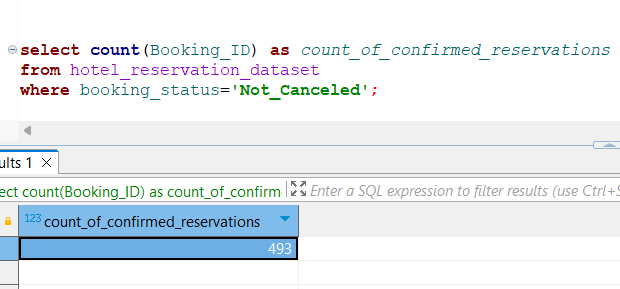 select count(Booking_ID) as count_of_confirmed_reservations
from hotel_reservation_dataset
where booking_status='Not_Canceled';
ults 1
ect count(Booking_ID) as count_of_confirm Enter a SQL expression to filter results (use Ctrl+S
123 count_of_confirmed_reservations
493